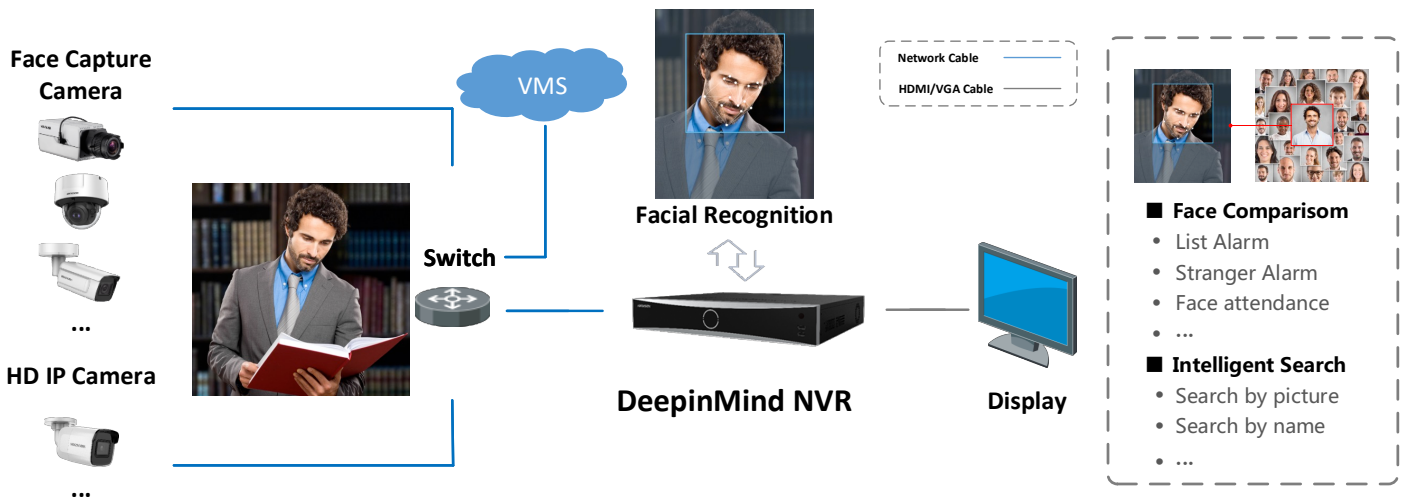 Face Capture
Camera
...
HD IP Camera
...
VMS
Switch
Facial Recognition
DeepinMind NVR
Network Cable
HDMI/VGA Cable
Display
■ Face Comparisom
• List Alarm
• Stranger Alarm
• Face attendance
• ...
■ Intelligent Search
• Search by picture
• Search by name
• ...